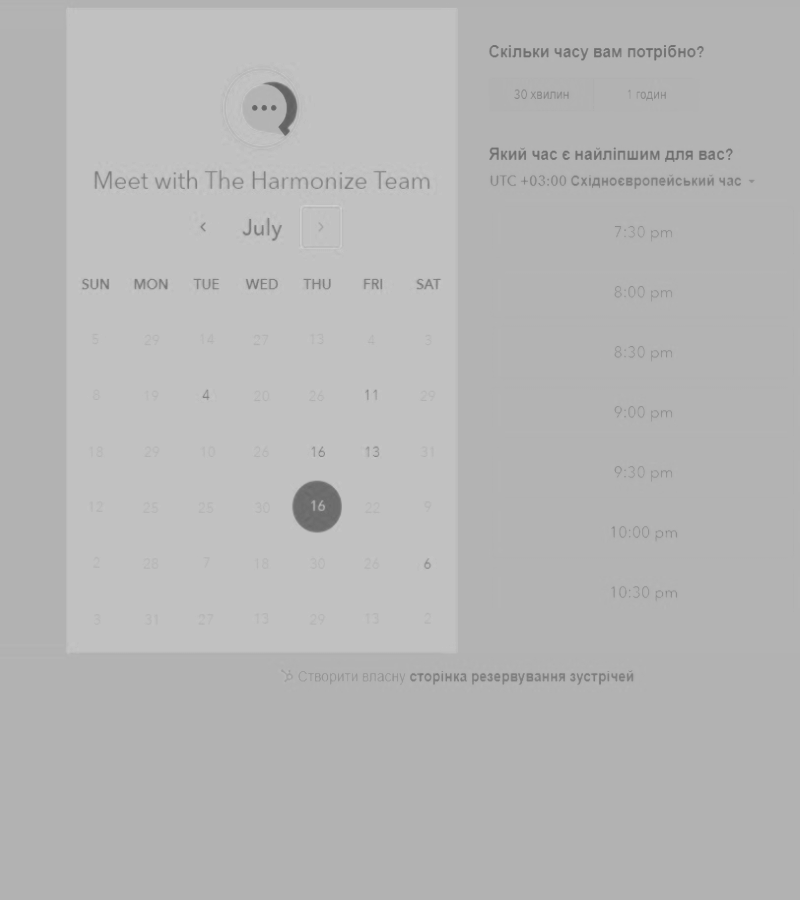 Meet with The Harmonize Team
July
SUN MON TUE WED THU FRI SAT
5 29 14 27 13 4 3
8 19 4 20 26 11 29
18 29 10 26 16 13 31
12 25 25 30 16 22 9
2 28 7 18 30 26 6
3 31 27 13 29 13 2
Скільки часу вам потрібно?
30 хвилин 1 годин
Який час є найліпшим для вас?
UTC +03:00 Східноєвропейський час
7:30 pm
8:00 pm
8:30 pm
9:00 pm
9:30 pm
10:00 pm
10:30 pm
Створити власну сторінка резервування зустрічей